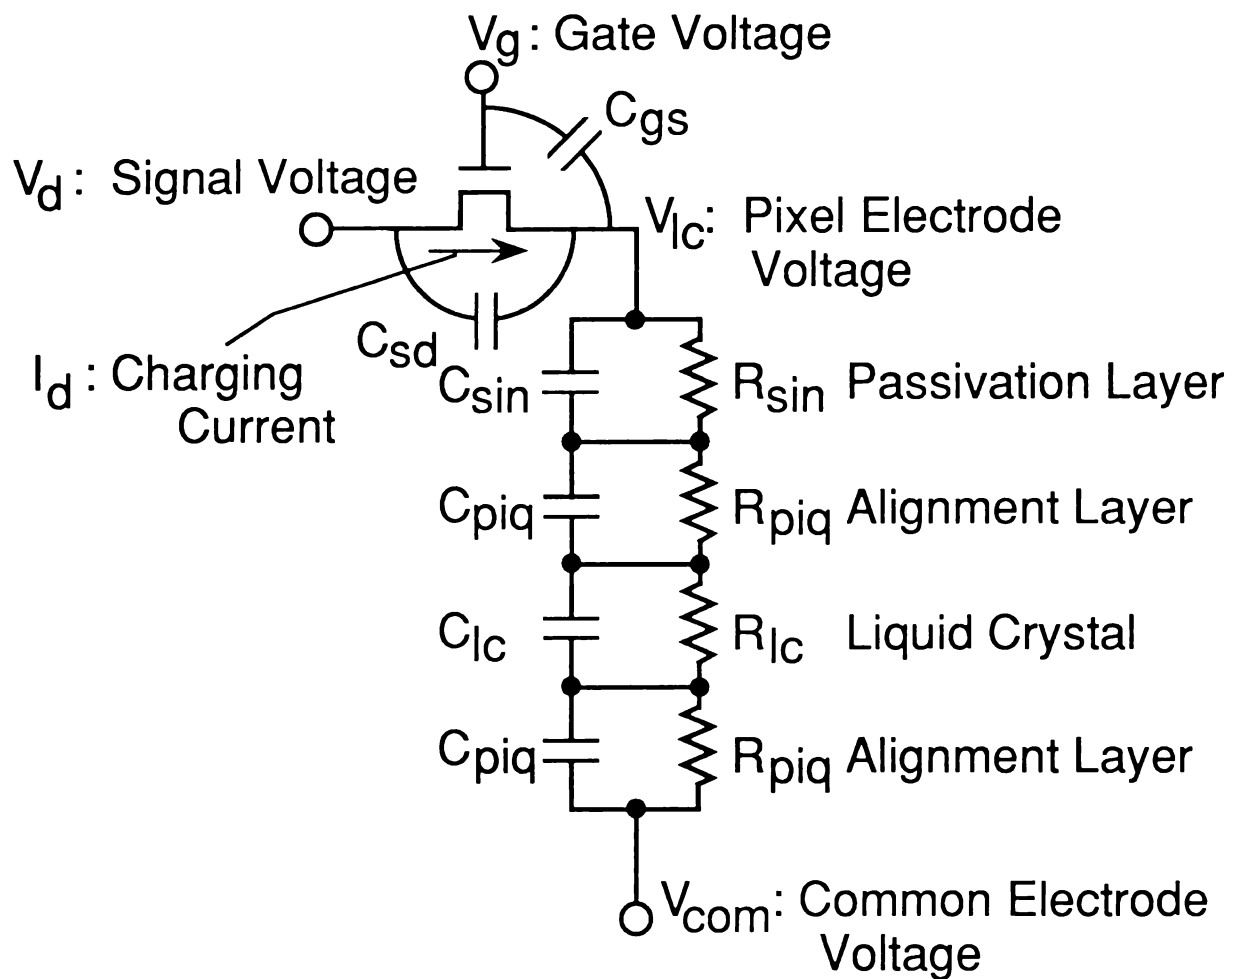 Vg : Gate Voltage
Cgs
Vd : Signal Voltage
Vlc : Pixel Electrode
Voltage
Csd
Id : Charging
Current
Csin Rsin Passivation Layer
Cpiq Rpiq Alignment Layer
Clc Rlc Liquid Crystal
Cpiq Rpiq Alignment Layer
Vcom : Common Electrode
Voltage